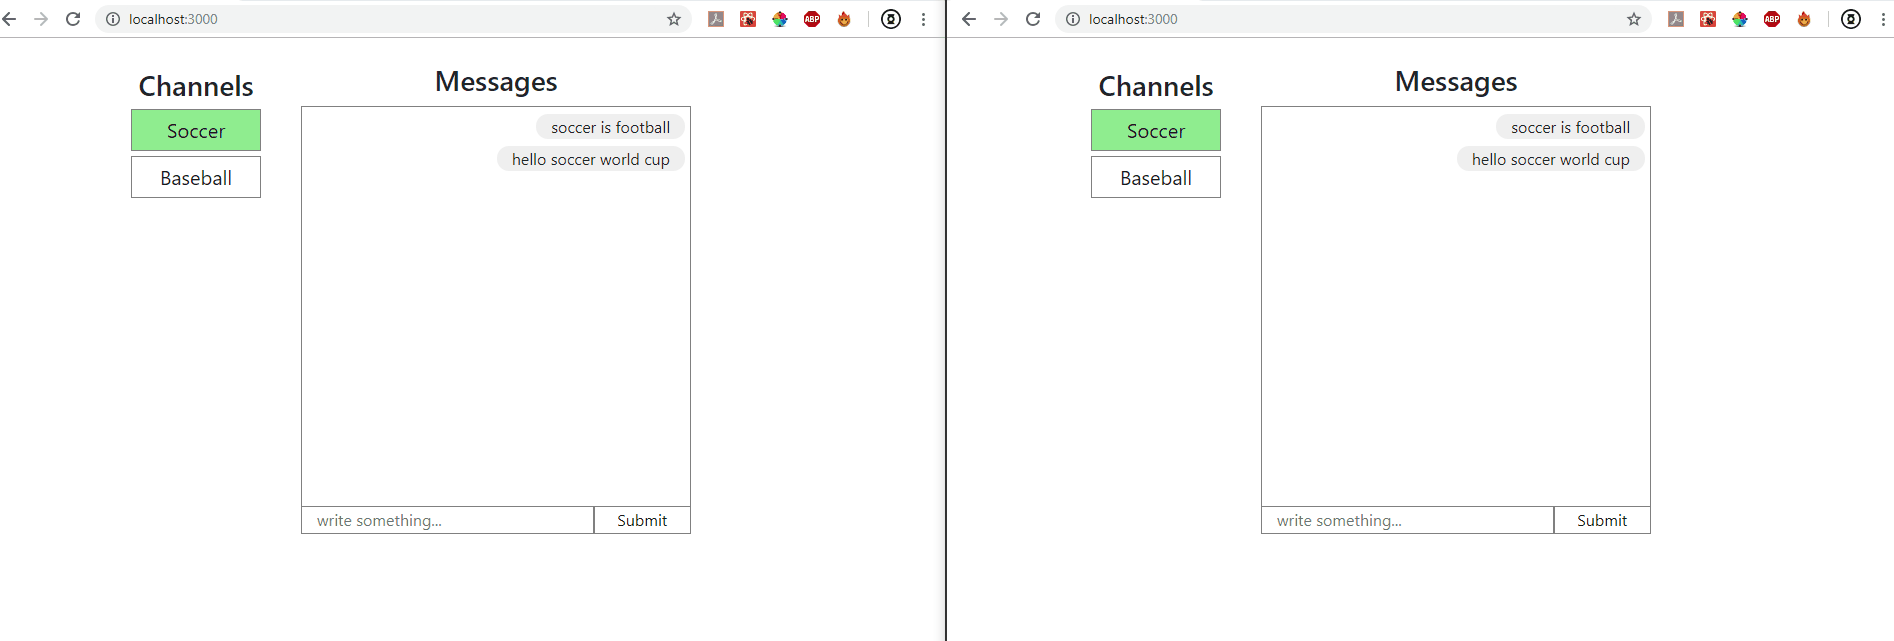 localhost:3000
ABP
Channels
Messages
Soccer
Baseball
soccer is football
hello soccer world cup
write something...
Submit
localhost:3000
ABP
Channels
Messages
Soccer
Baseball
soccer is football
hello soccer world cup
write something...
Submit